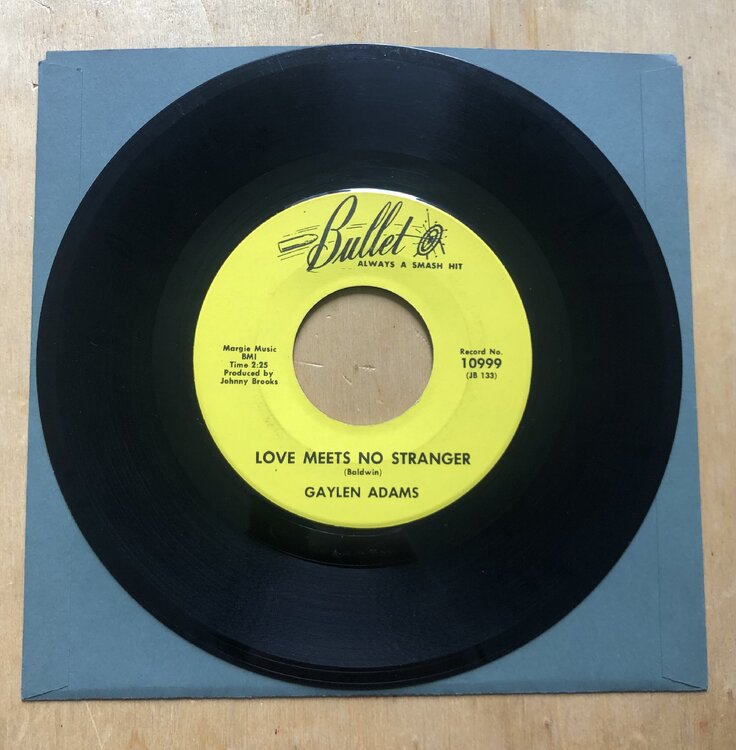 Bullet
ALWAYS A SMASH HIT
Margie Music
BMI
Time 2:25
Produced by
Johnny Brooks
Record No.
10999
(JB 133)
LOVE MEETS NO STRANGER
(Baldwin)
GAYLEN ADAMS